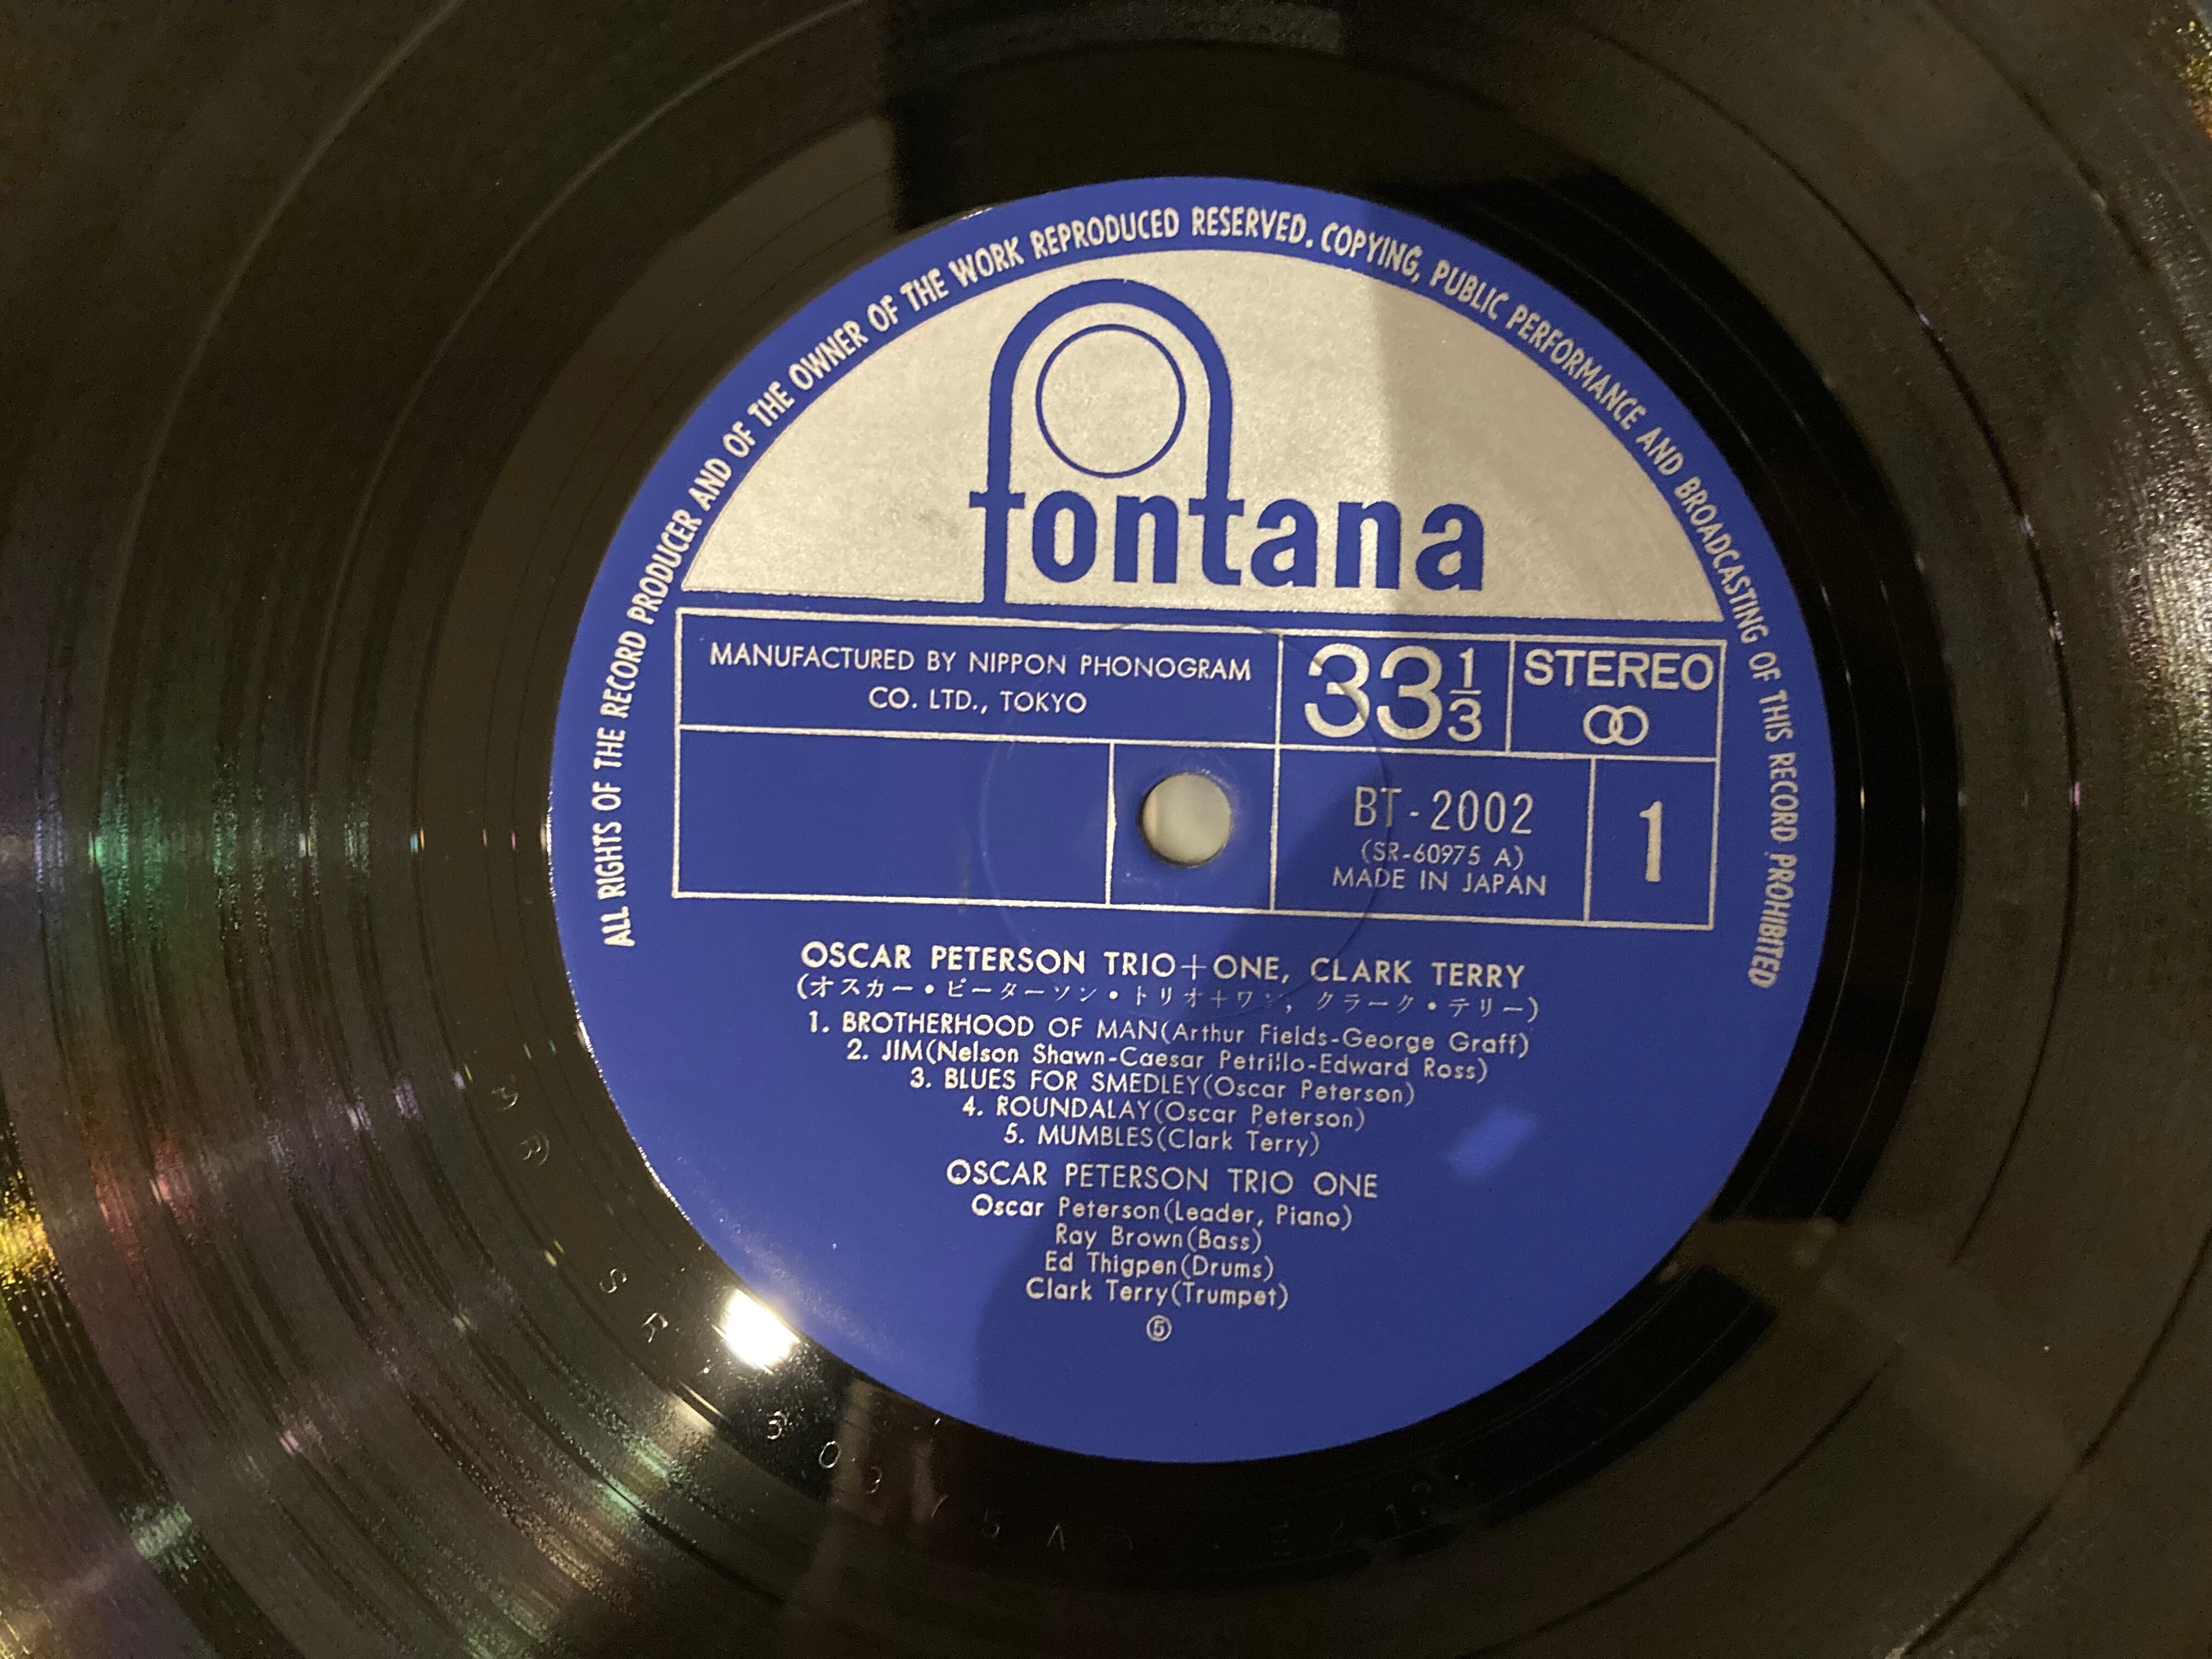 ALL RIGHTS OF THE RECORD PRODUCER AND OF THE OWNER OF THE WORK REPRODUCED RESERVED. COPYING, PUBLIC PERFORMANCE AND BROADCASTING OF THIS RECORD PROHIBITED
fontana
MANUFACTURED BY NIPPON PHONOGRAM
CO. LTD., TOKYO
33 1/3
STEREO
BT-2002
(SR-60975 A)
MADE IN JAPAN
1
OSCAR PETERSON TRIO+ONE, CLARK TERRY
(オスカー・ピーターソン・トリオ+ワン, クラーク・テリー)
1. BROTHERHOOD OF MAN(Arthur Fields-George Graff)
2. JIM(Nelson Shawn-Caesar Petrillo-Edward Ross)
3. BLUES FOR SMEDLEY(Oscar Peterson)
4. ROUNDALAY(Oscar Peterson)
5. MUMBLES(Clark Terry)
OSCAR PETERSON TRIO ONE
Oscar Peterson(Leader, Piano)
Ray Brown(Bass)
Ed Thigpen(Drums)
Clark Terry(Trumpet)
⑤